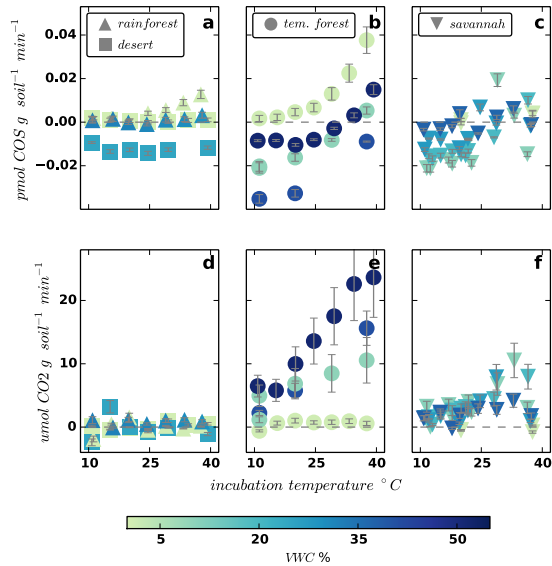 a
rainforest
desert
b
tem. forest
c
savannah
0.04
0.02
0.00
−0.02
pmol COS g soil⁻¹ min⁻¹
d
e
f
20
10
0
umol CO2 g soil⁻¹ min⁻¹
10 25 40 10 25 40 10 25 40
incubation temperature °C
5 20 35 50
VWC %